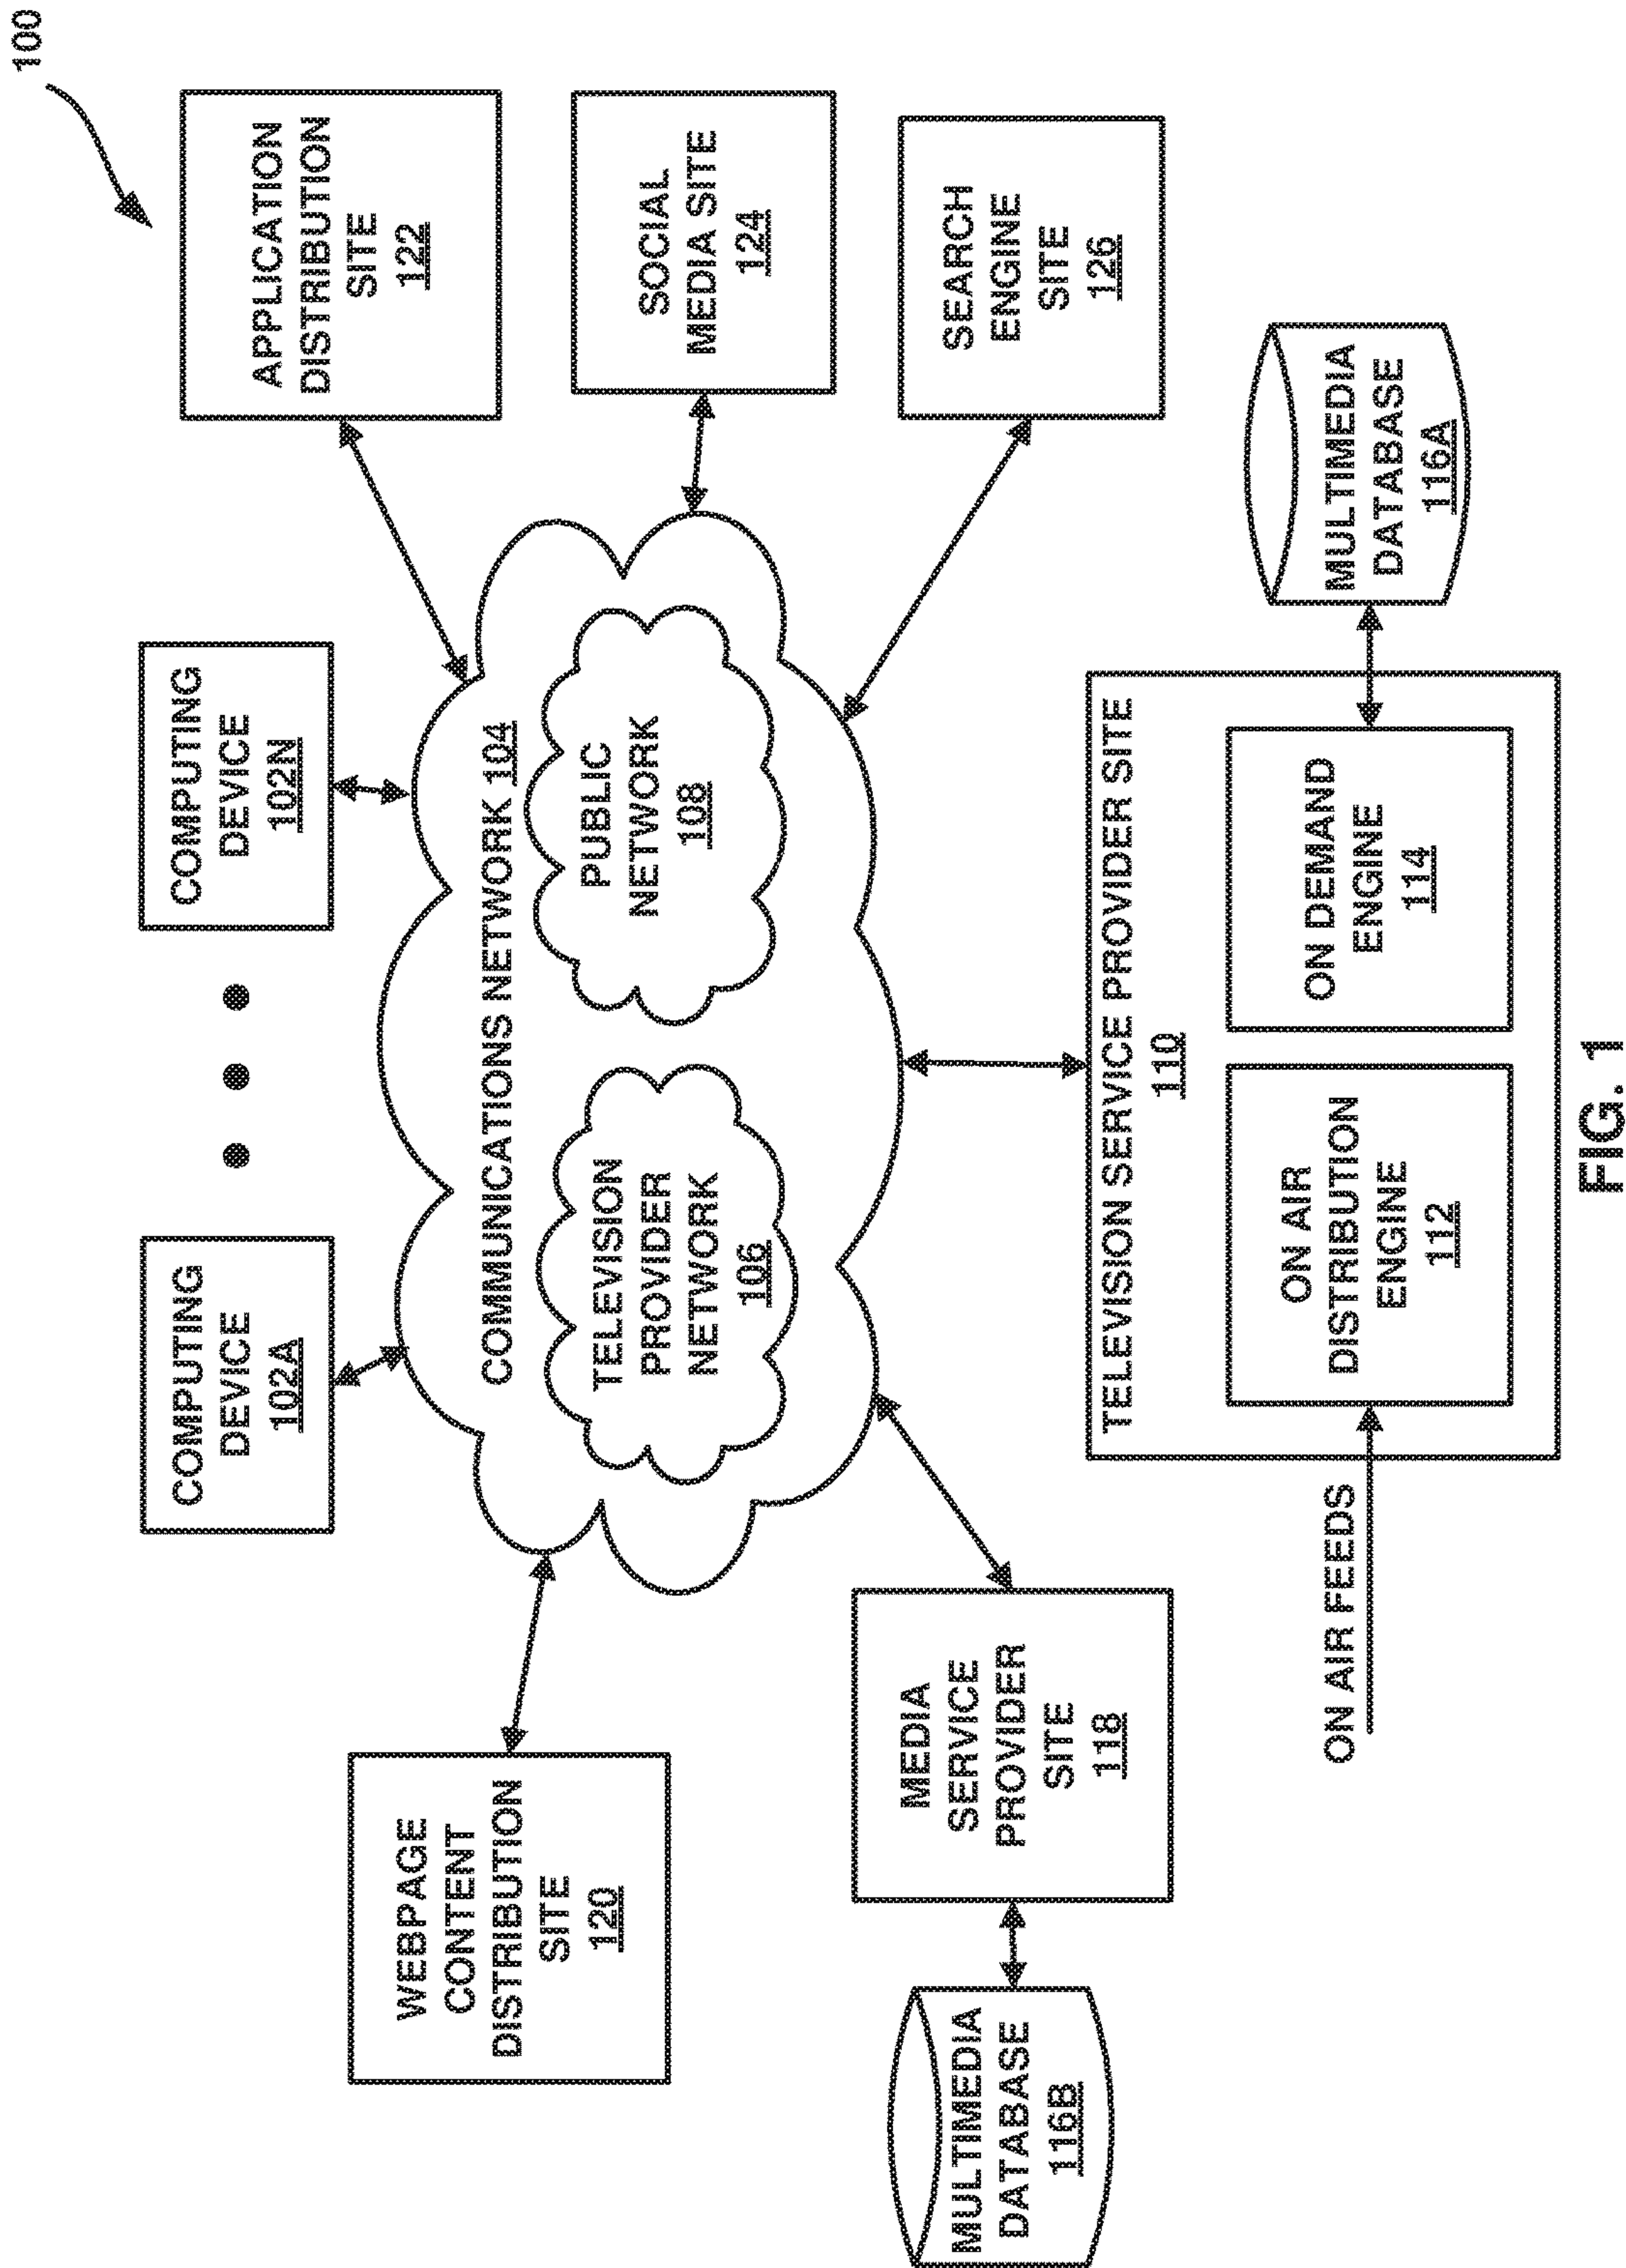 100
COMPUTING
DEVICE
102A
COMPUTING
DEVICE
102N
APPLICATION
DISTRIBUTION
SITE
122
WEBPAGE
CONTENT
DISTRIBUTION
SITE
120
COMMUNICATIONS NETWORK 104
TELEVISION
PROVIDER
NETWORK
106
PUBLIC
NETWORK
108
SOCIAL
MEDIA SITE
124
SEARCH
ENGINE
SITE
126
MULTIMEDIA
DATABASE
116B
MEDIA
SERVICE
PROVIDER
SITE
118
TELEVISION SERVICE PROVIDER SITE
110
ON AIR FEEDS
ON AIR
DISTRIBUTION
ENGINE
112
ON DEMAND
ENGINE
114
MULTIMEDIA
DATABASE
116A
FIG. 1